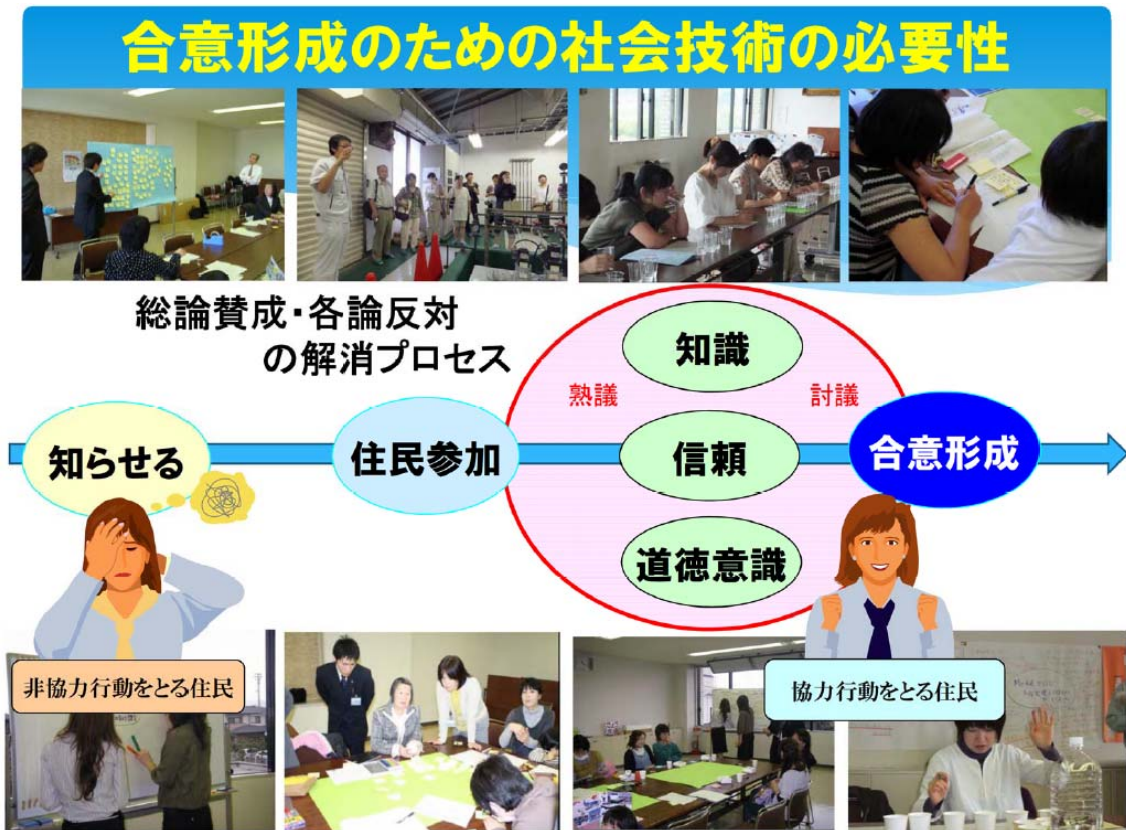 合意形成のための社会技術の必要性
総論賛成・各論反対
の解消プロセス
知識
熟議
討議
知らせる
住民参加
信頼
合意形成
道徳意識
非協力行動をとる住民
協力行動をとる住民